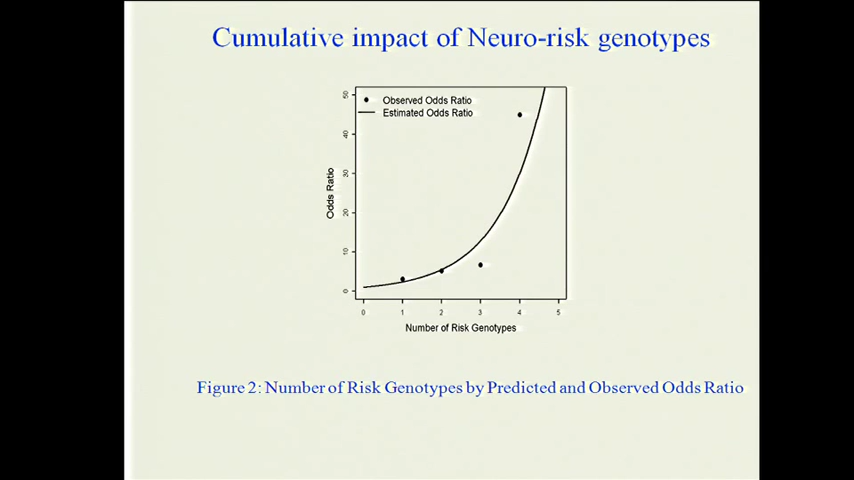 Cumulative impact of Neuro-risk genotypes
Observed Odds Ratio
Estimated Odds Ratio
Odds Ratio
50
40
30
20
10
0
0 1 2 3 4 5
Number of Risk Genotypes
Figure 2: Number of Risk Genotypes by Predicted and Observed Odds Ratio